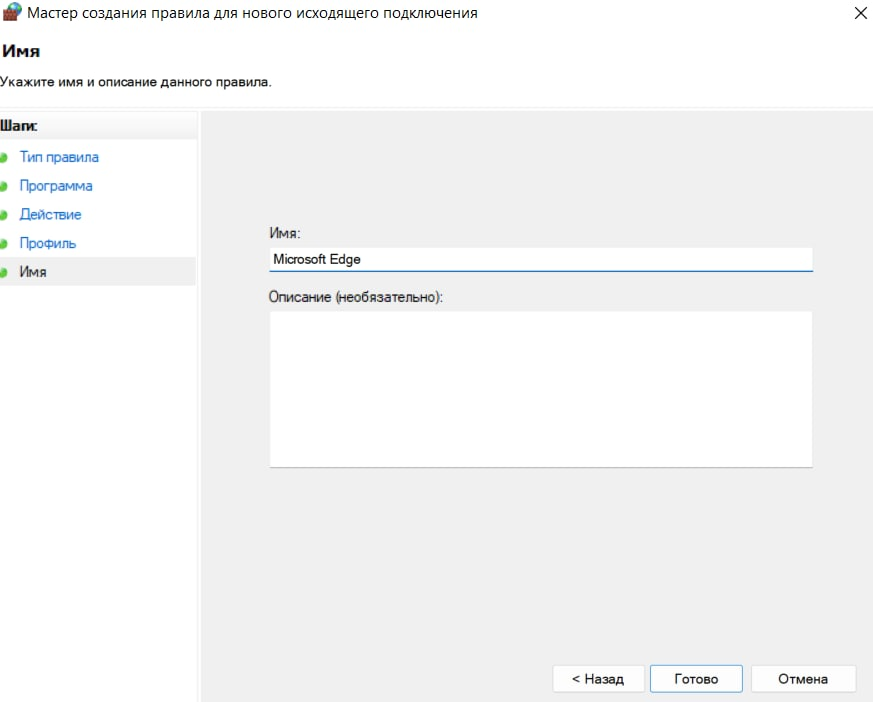 Мастер создания правила для нового исходящего подключения
Имя
Укажите имя и описание данного правила.
Шаги:
Тип правила
Программа
Действие
Профиль
Имя
Имя:
Microsoft Edge
Описание (необязательно):
< Назад
Готово
Отмена